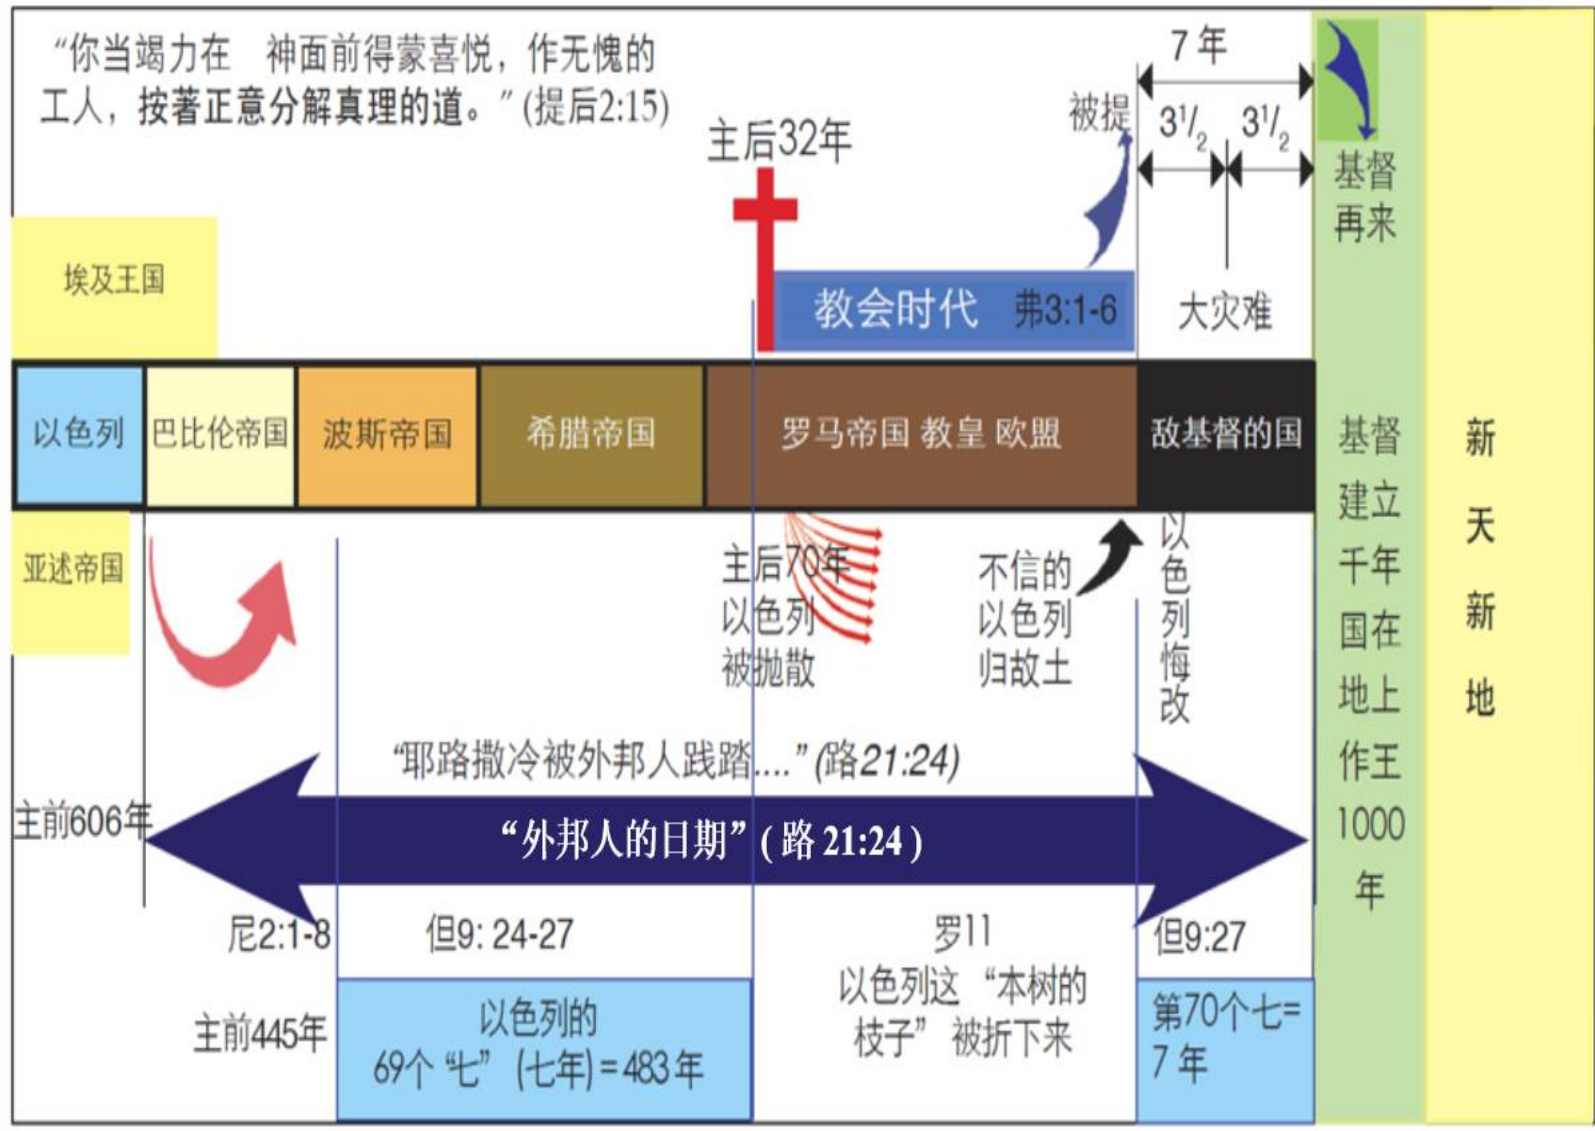 “你当竭力在　神面前得蒙喜悦，作无愧的
工人，按著正意分解真理的道。” (提后2:15)
主后32年
被提
7 年
3 1/2
3 1/2
基督
再来
埃及王国
教会时代 弗3:1-6
大灾难
以色列
巴比伦帝国
波斯帝国
希腊帝国
罗马帝国 教皇 欧盟
敌基督的国
基督
建立
千年
国在
地上
作王
1000
年
新
天
新
地
亚述帝国
主后70年
以色列
被抛散
不信的
以色列
归故土
以
色
列
悔
改
“耶路撒冷被外邦人践踏....” (路21:24)
主前606年
“外邦人的日期” ( 路 21:24 )
尼2:1-8
但9: 24-27
罗11
以色列这 “本树的
枝子” 被折下来
但9:27
主前445年
以色列的
69个 “七” (七年) = 483 年
第70个七=
7 年